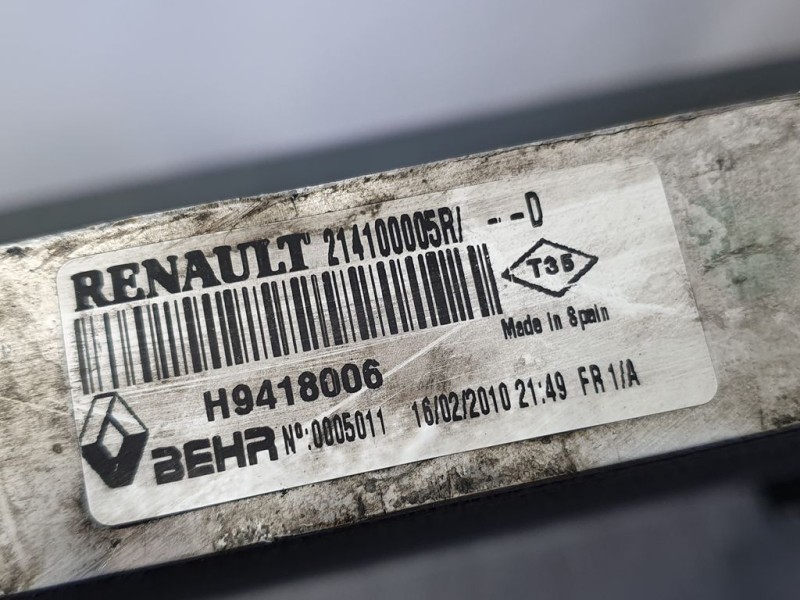 RENAULT 214100005R/ - -D
T35
Made In Spain
H9418006
BEHR Nº:0005011 16/02/2010 21:49 FR 1/A